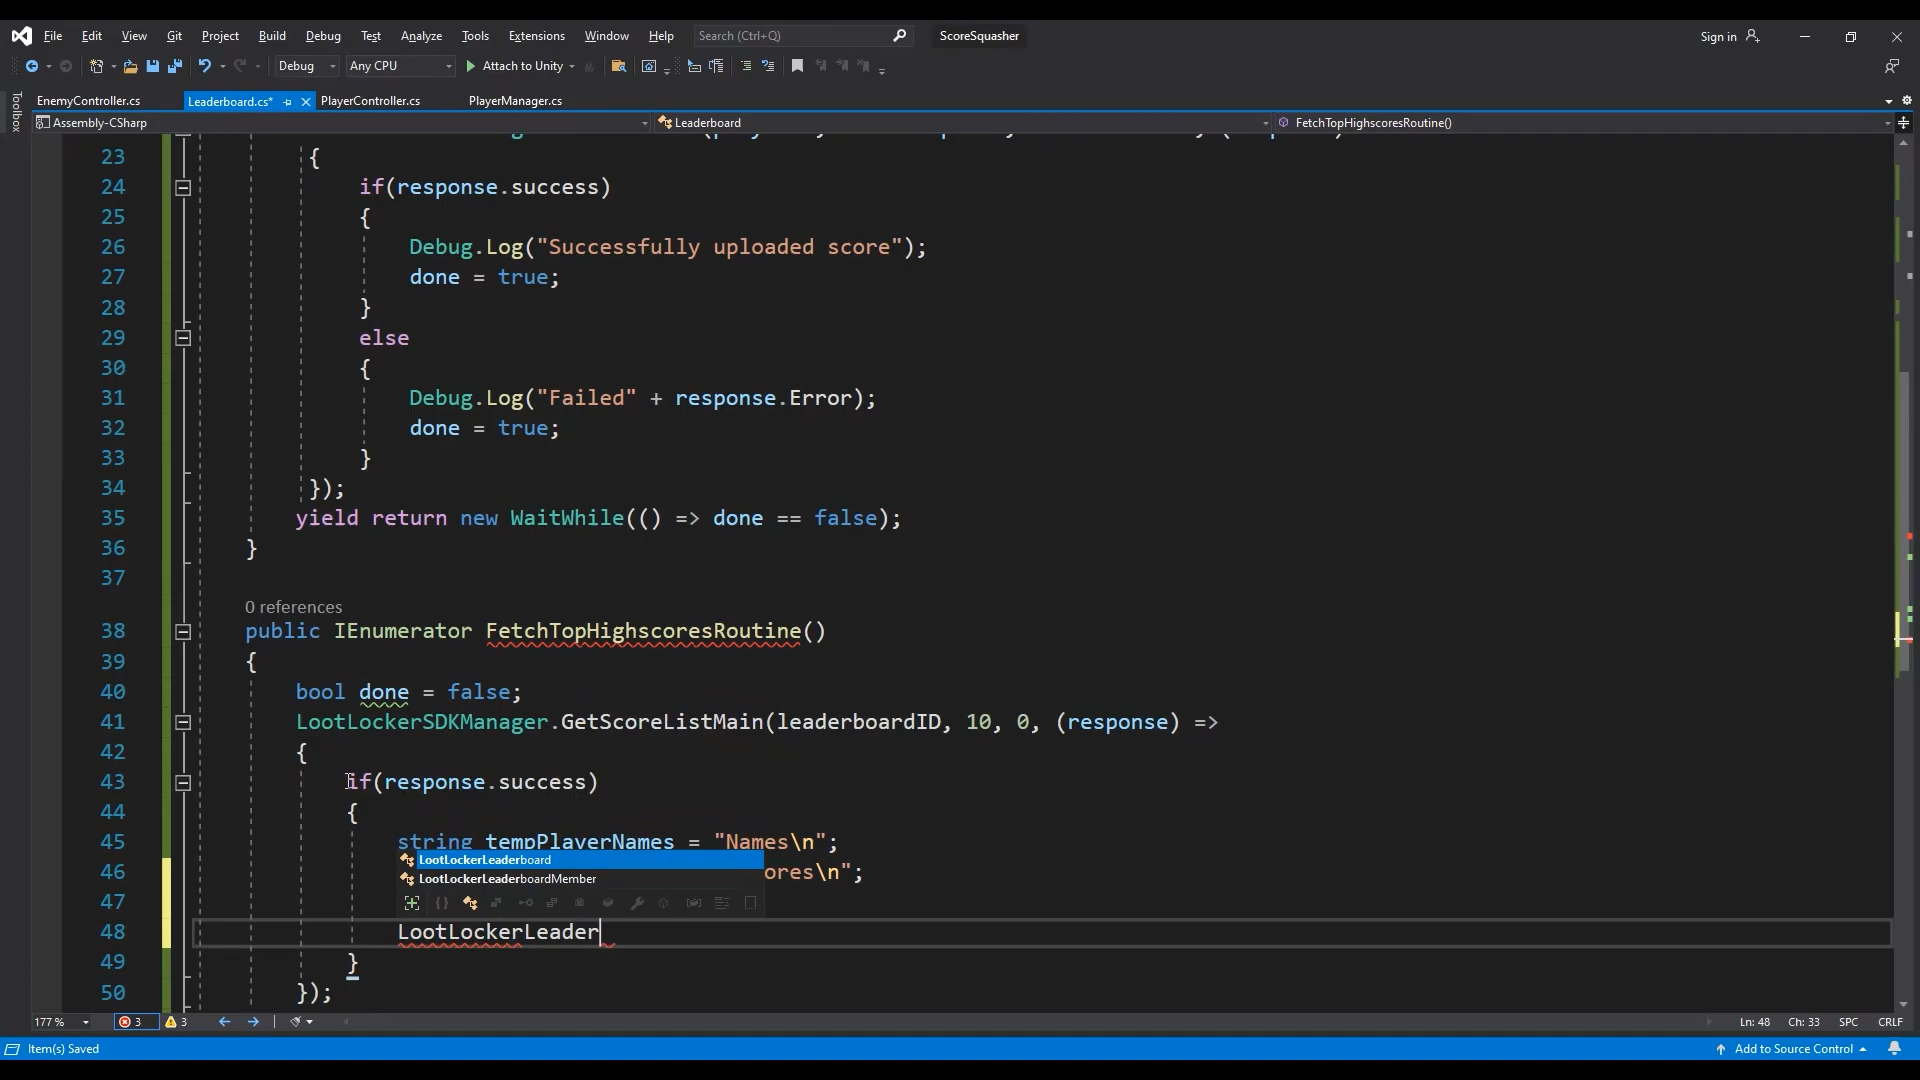 File Edit View Git Project Build Debug Test Analyze Tools Extensions Window Help Search (Ctrl+Q) ScoreSquasher Sign in
Debug Any CPU Attach to Unity
Toolbox
EnemyController.cs Leaderboard.cs* PlayerController.cs PlayerManager.cs
Assembly-CSharp Leaderboard FetchTopHighscoresRoutine()
23 {
24 if(response.success)
25 {
26 Debug.Log("Successfully uploaded score");
27 done = true;
28 }
29 else
30 {
31 Debug.Log("Failed" + response.Error);
32 done = true;
33 }
34 });
35 yield return new WaitWhile(() => done == false);
36 }
37
0 references
38 public IEnumerator FetchTopHighscoresRoutine()
39 {
40 bool done = false;
41 LootLockerSDKManager.GetScoreListMain(leaderboardID, 10, 0, (response) =>
42 {
43 if(response.success)
44 {
45 string tempPlayerNames = "Names\n";
LootLockerLeaderboard
46 ores\n";
LootLockerLeaderboardMember
47
48 LootLockerLeader
49 }
50 });
177 % 3 3 Ln: 48 Ch: 33 SPC CRLF
Item(s) Saved Add to Source Control